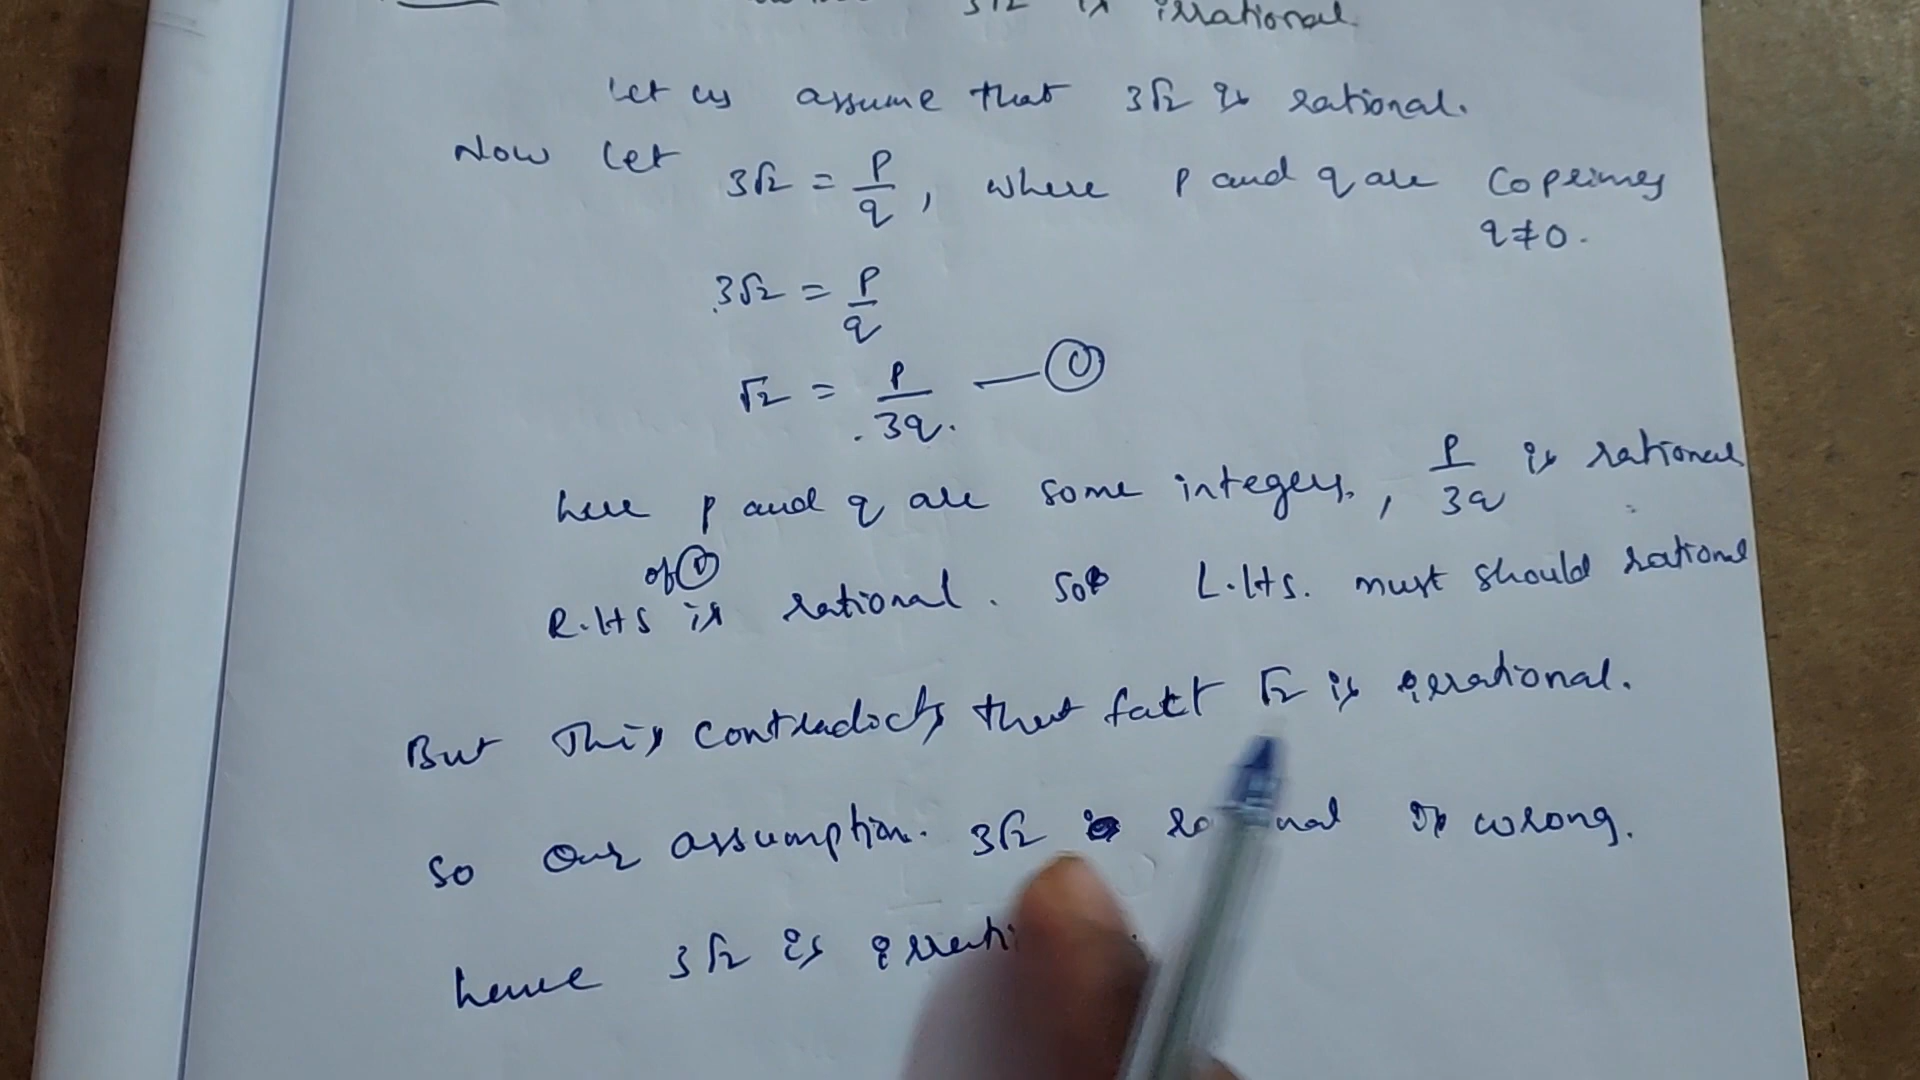 3√2 is irrational.
Let us assume that 3√2 is rational.
Now let 3√2 = p/q, where p and q are coprimes
q≠0.
3√2 = p/q
√2 = p/3q. — ①
here p and q are some integers, p/3q is rational
of ①
R.H.S is rational. So L.H.S. must should rational
But This contradicts that fact √2 is irrational.
So our assumption. 3√2 is wrong.
hence 3√2 is